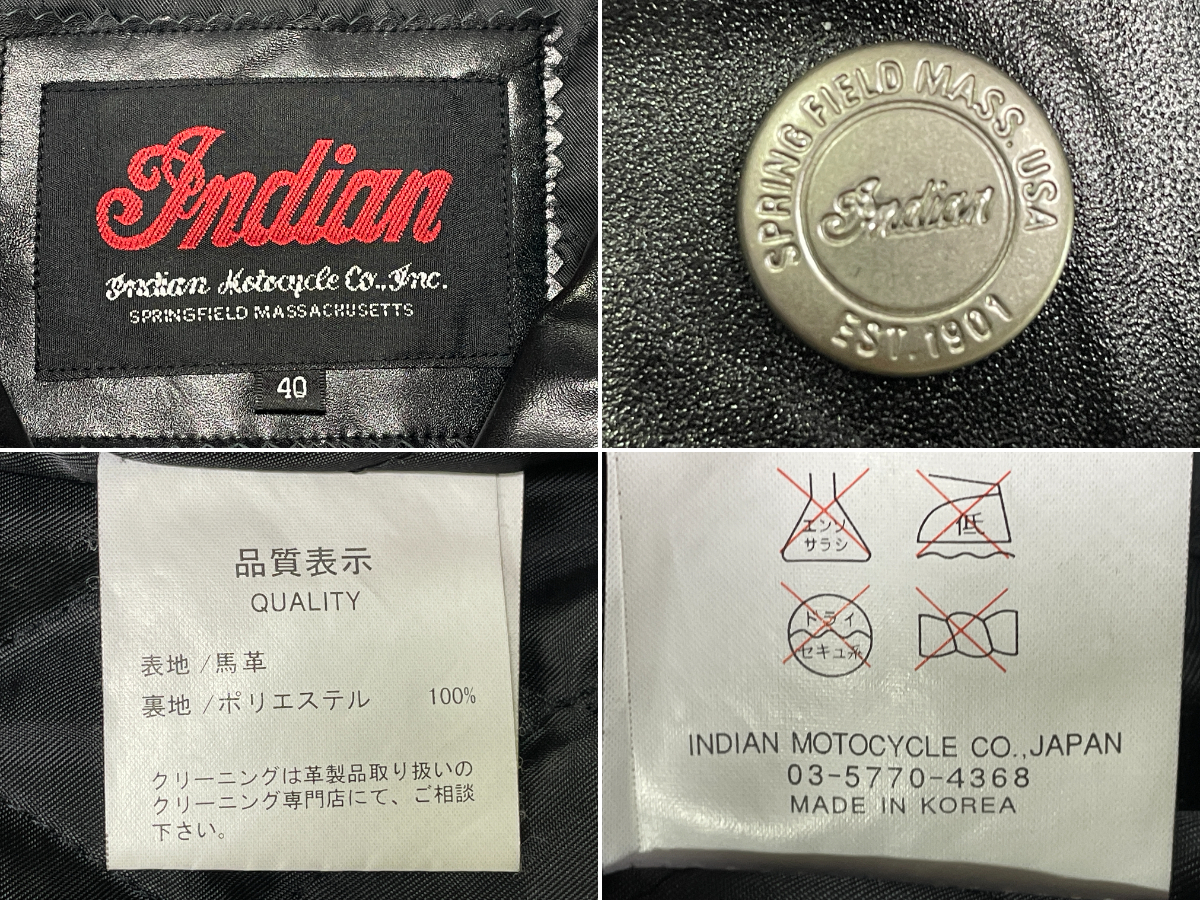 Indian
Indian Motocycle Co., Inc.
SPRINGFIELD MASSACHUSETTS
40
SPRING FIELD MASS. USA
Indian
EST. 1901
品質表示
QUALITY
表地／馬革
裏地／ポリエステル 100%
クリーニングは革製品取り扱いの
クリーニング専門店にて、ご相談
下さい。
エンソ
サラシ
低
ドライ
セキユ系
INDIAN MOTOCYCLE CO.,JAPAN
03-5770-4368
MADE IN KOREA